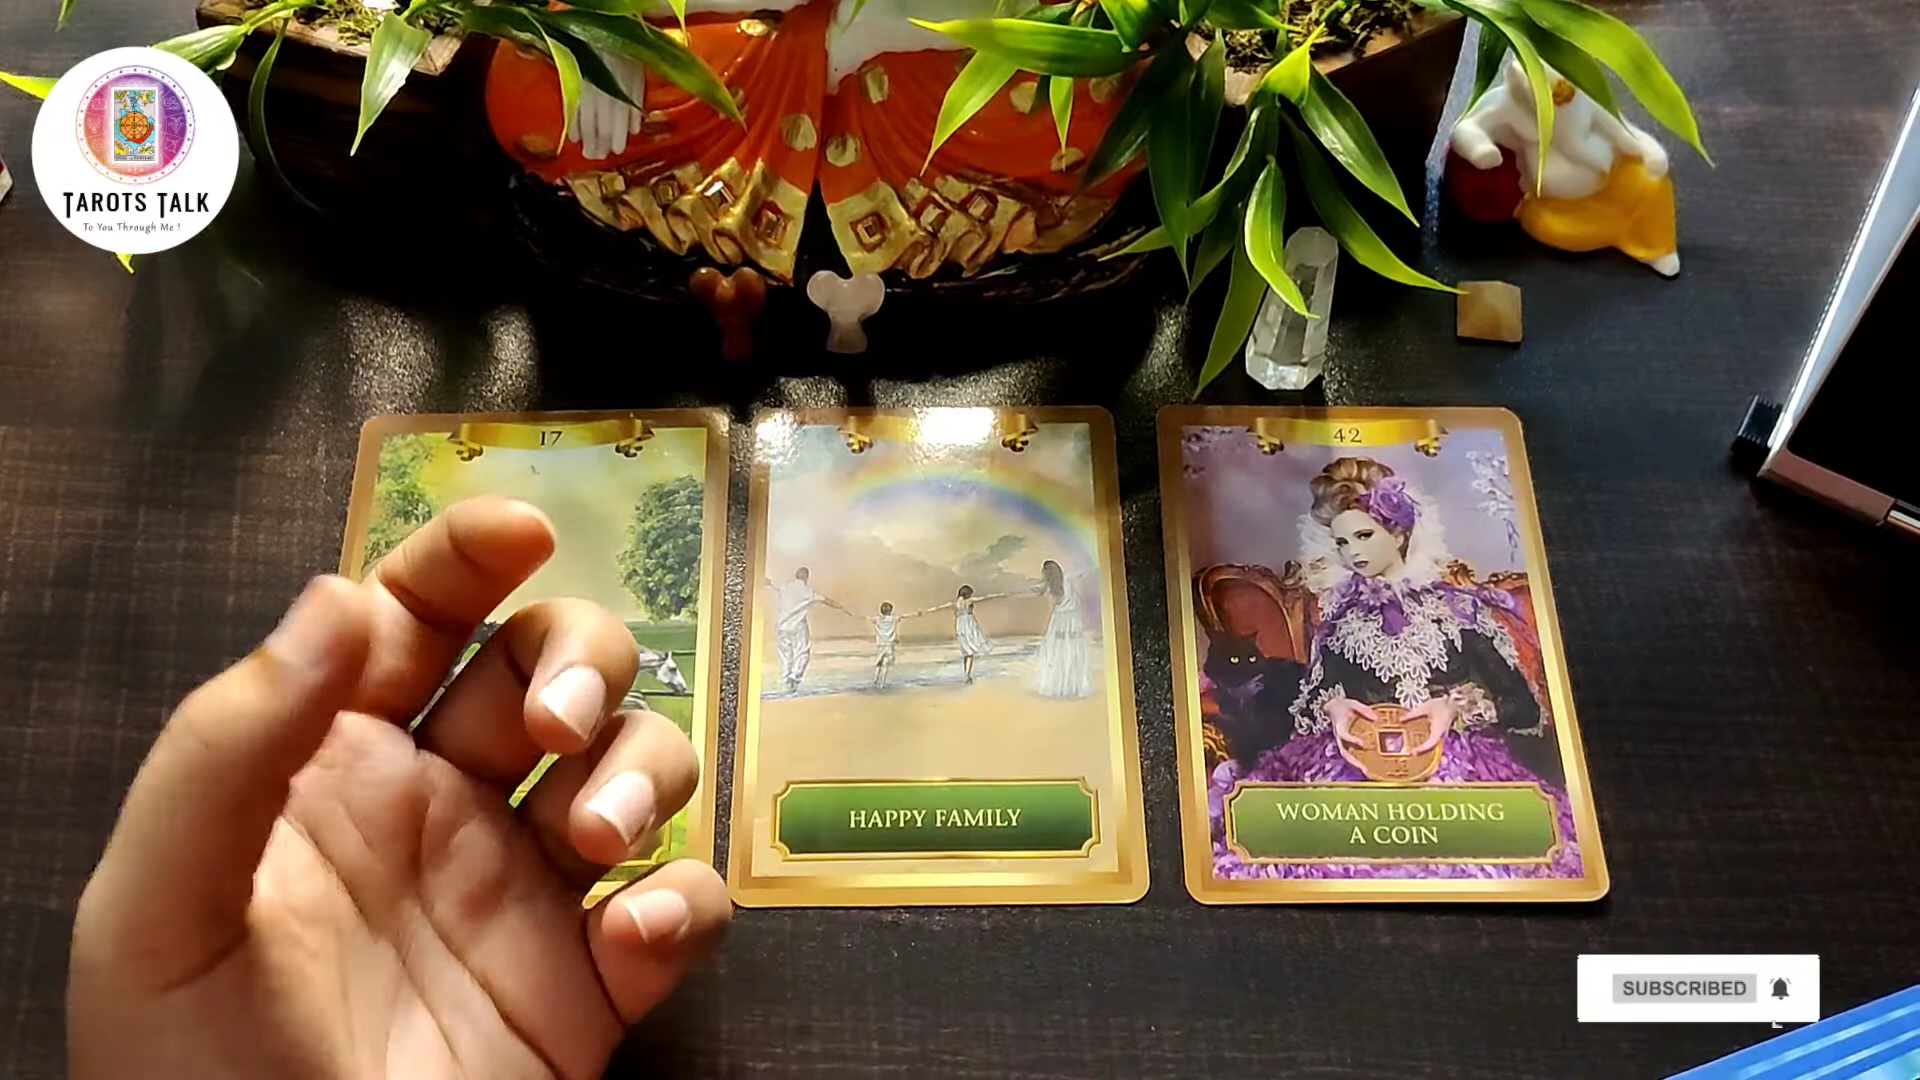 TAROTS TALK
To You Through Me !
17
42
HAPPY FAMILY
WOMAN HOLDING
A COIN
SUBSCRIBED